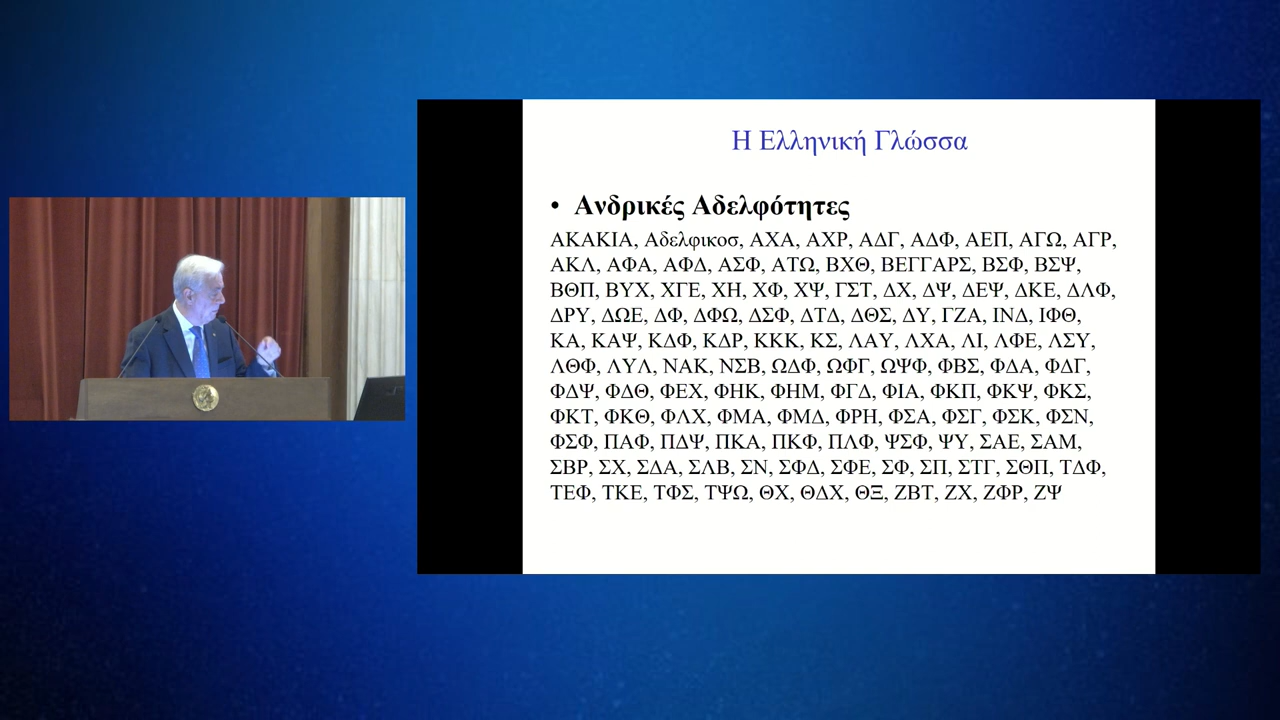 Η Ελληνική Γλώσσα
• Ανδρικές Αδελφότητες
ΑΚΑΚΙΑ, Αδελφικοσ, ΑΧΑ, ΑΧΡ, ΑΔΓ, ΑΔΦ, ΑΕΠ, ΑΓΩ, ΑΓΡ,
ΑΚΛ, ΑΦΑ, ΑΦΔ, ΑΣΦ, ΑΤΩ, ΒΧΘ, ΒΕΓΓΑΡΣ, ΒΣΦ, ΒΣΨ,
ΒΘΠ, ΒΥΧ, ΧΓΕ, ΧΗ, ΧΦ, ΧΨ, ΓΣΤ, ΔΧ, ΔΨ, ΔΕΨ, ΔΚΕ, ΔΛΦ,
ΔΡΥ, ΔΩΕ, ΔΦ, ΔΦΩ, ΔΣΦ, ΔΤΔ, ΔΘΣ, ΔΥ, ΓΖΑ, ΙΝΔ, ΙΦΘ,
ΚΑ, ΚΑΨ, ΚΔΦ, ΚΔΡ, ΚΚΚ, ΚΣ, ΛΑΥ, ΛΧΑ, ΛΙ, ΛΦΕ, ΛΣΥ,
ΛΘΦ, ΛΥΛ, ΝΑΚ, ΝΣΒ, ΩΔΦ, ΩΦΓ, ΩΨΦ, ΦΒΣ, ΦΔΑ, ΦΔΓ,
ΦΔΨ, ΦΔΘ, ΦΕΧ, ΦΗΚ, ΦΗΜ, ΦΓΔ, ΦΙΑ, ΦΚΠ, ΦΚΨ, ΦΚΣ,
ΦΚΤ, ΦΚΘ, ΦΛΧ, ΦΜΑ, ΦΜΔ, ΦΡΗ, ΦΣΑ, ΦΣΓ, ΦΣΚ, ΦΣΝ,
ΦΣΦ, ΠΑΦ, ΠΔΨ, ΠΚΑ, ΠΚΦ, ΠΛΦ, ΨΣΦ, ΨΥ, ΣΑΕ, ΣΑΜ,
ΣΒΡ, ΣΧ, ΣΔΑ, ΣΛΒ, ΣΝ, ΣΦΔ, ΣΦΕ, ΣΦ, ΣΠ, ΣΤΓ, ΣΘΠ, ΤΔΦ,
ΤΕΦ, ΤΚΕ, ΤΦΣ, ΤΨΩ, ΘΧ, ΘΔΧ, ΘΞ, ΖΒΤ, ΖΧ, ΖΦΡ, ΖΨ